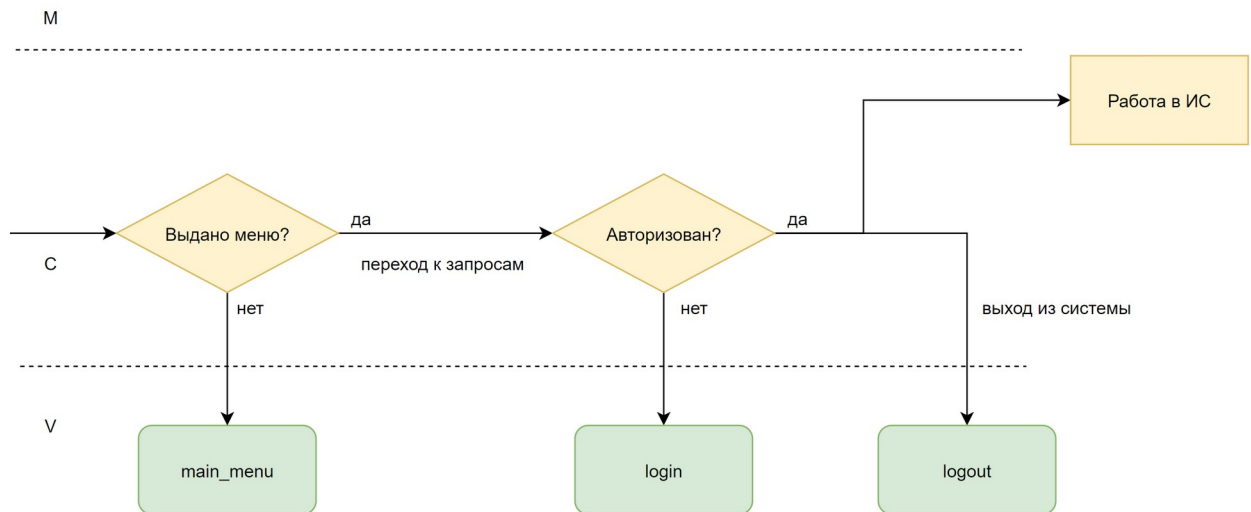 M
Работа в ИС
Выдано меню?
да
Авторизован?
да
C
переход к запросам
нет
нет
выход из системы
V
main_menu
login
logout